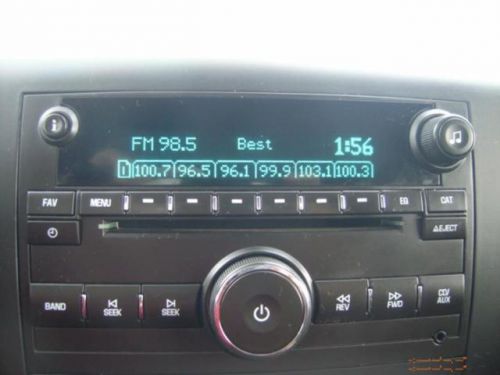 FM 98.5 Best 1:56
1 100.7 96.5 96.1 99.9 103.1 100.3
FAV MENU EQ CAT
EJECT
BAND SEEK SEEK REV FWD CD/AUX